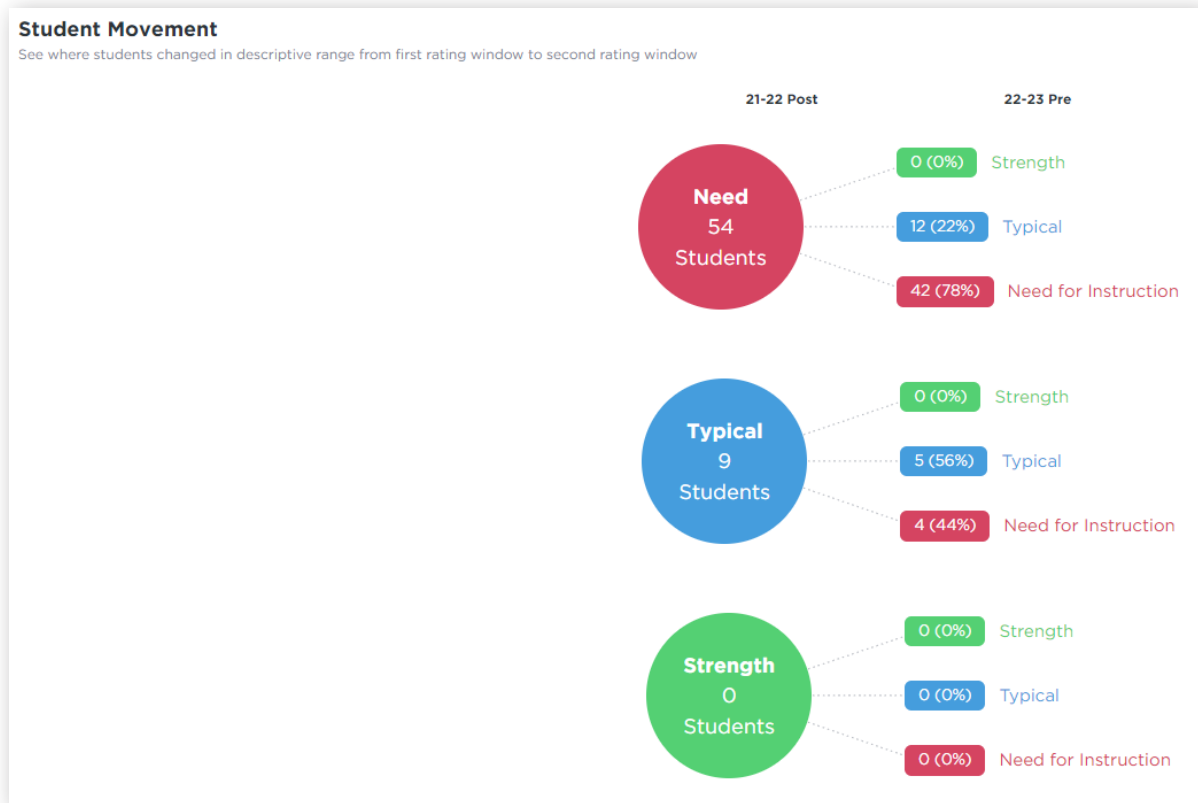 Student Movement
See where students changed in descriptive range from first rating window to second rating window
21-22 Post 22-23 Pre
Need
54
Students
0 (0%) Strength
12 (22%) Typical
42 (78%) Need for Instruction
Typical
9
Students
0 (0%) Strength
5 (56%) Typical
4 (44%) Need for Instruction
Strength
0
Students
0 (0%) Strength
0 (0%) Typical
0 (0%) Need for Instruction